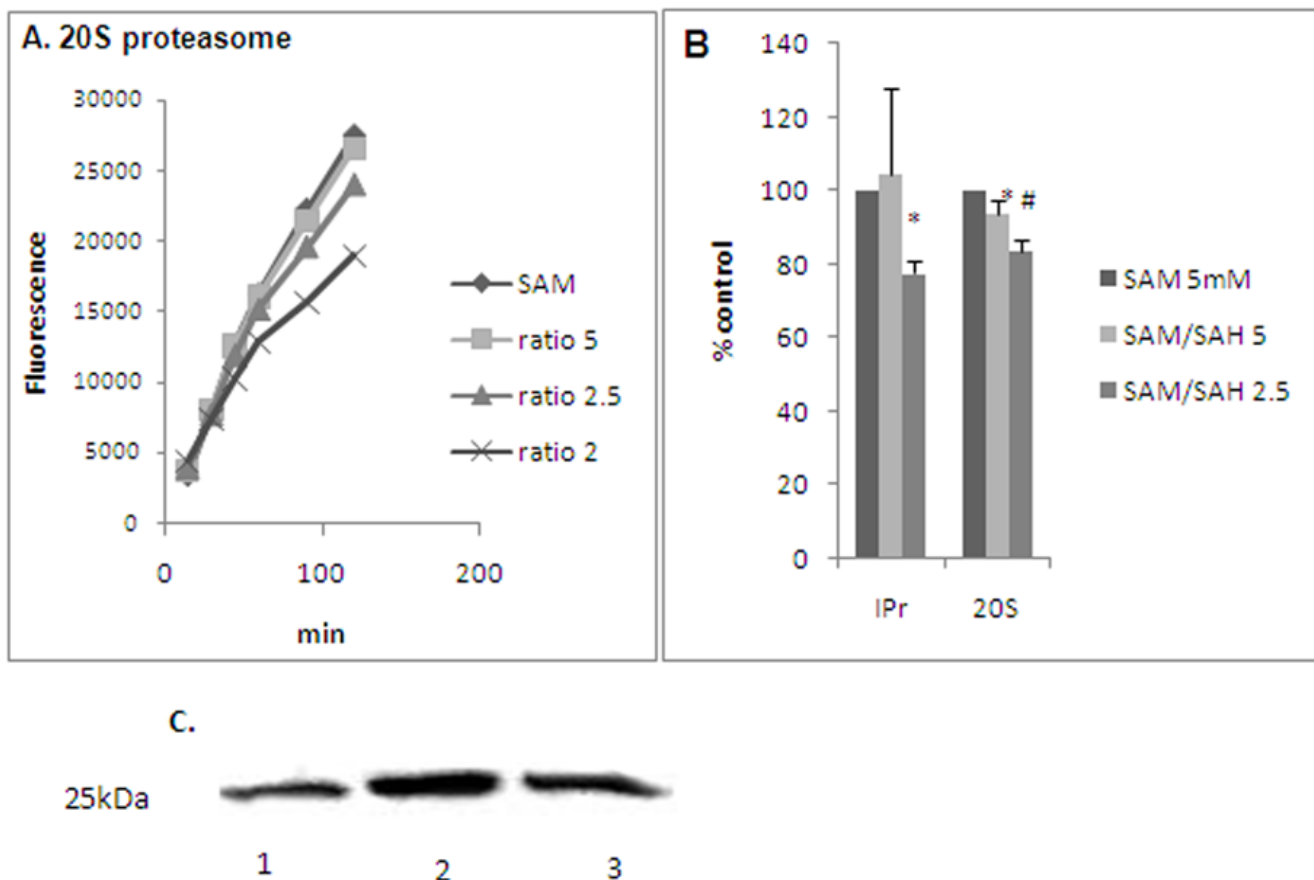 A. 20S proteasome
Fluorescence
30000
25000
20000
15000
10000
5000
0
0 100 200
min
SAM
ratio 5
ratio 2.5
ratio 2
B
% control
140
120
100
80
60
40
20
0
* * #
IPr 20S
SAM 5mM
SAM/SAH 5
SAM/SAH 2.5
C.
25kDa
1 2 3